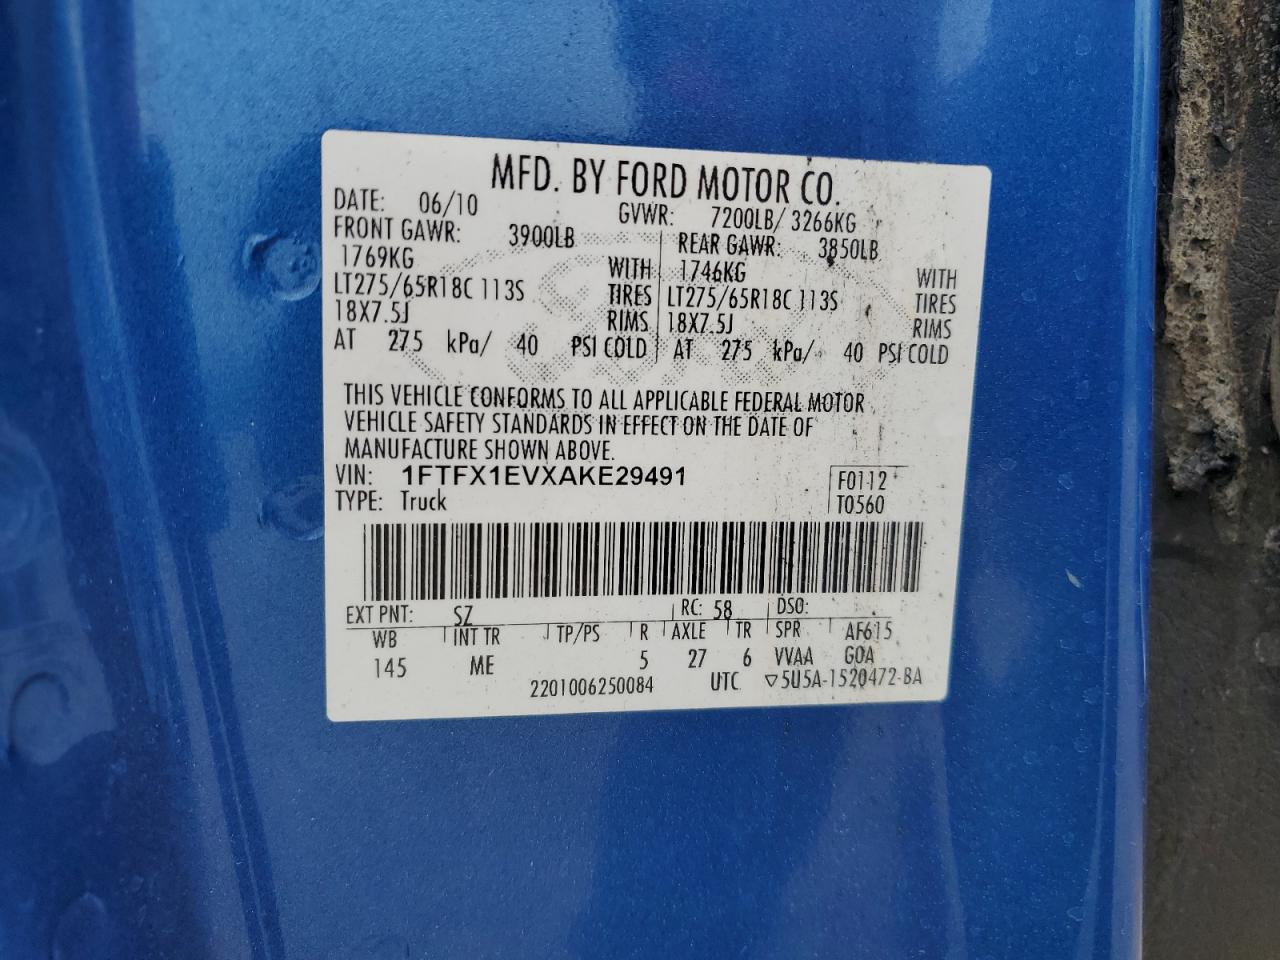 MFD. BY FORD MOTOR CO.
DATE: 06/10 GVWR: 7200LB/ 3266KG
FRONT GAWR: 3900LB REAR GAWR: 3850LB
1769KG WITH 1746KG WITH
LT275/65R18C 113S TIRES LT275/65R18C 113S TIRES
18X7.5J RIMS 18X7.5J RIMS
AT 275 kPa/ 40 PSI COLD AT 275 kPa/ 40 PSI COLD
THIS VEHICLE CONFORMS TO ALL APPLICABLE FEDERAL MOTOR
VEHICLE SAFETY STANDARDS IN EFFECT ON THE DATE OF
MANUFACTURE SHOWN ABOVE.
VIN: 1FTFX1EVXAKE29491 F0112
TYPE: Truck T0560
EXT PNT: SZ RC: 58 DSO:
WB INT TR TP/PS R AXLE TR SPR AF615
145 ME 5 27 6 VVAA GOA
2201006250084 UTC ▽5U5A-1520472-BA